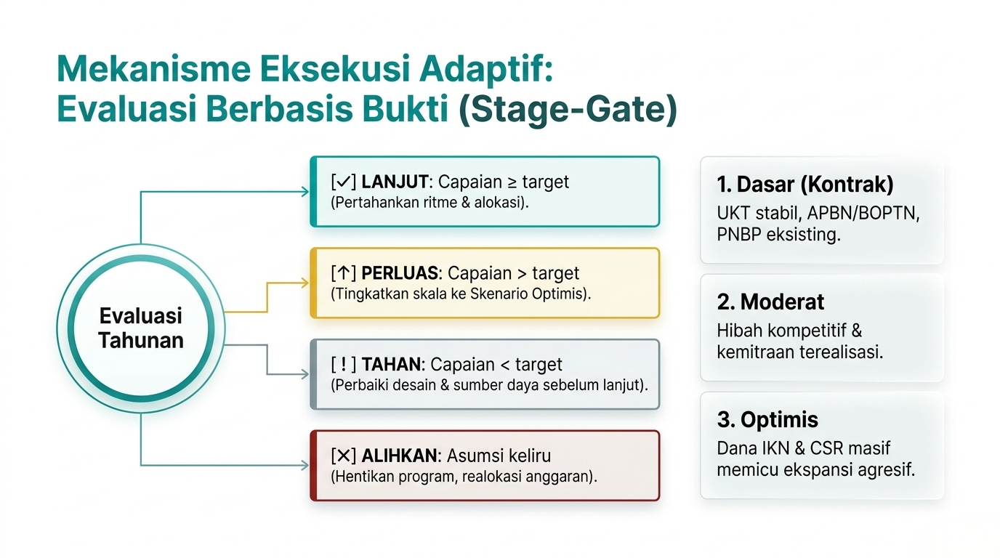 Mekanisme Eksekusi Adaptif:
Evaluasi Berbasis Bukti (Stage-Gate)
Evaluasi
Tahunan
[✓] LANJUT: Capaian ≥ target
(Pertahankan ritme & alokasi).
[↑] PERLUAS: Capaian > target
(Tingkatkan skala ke Skenario Optimis).
[ ! ] TAHAN: Capaian < target
(Perbaiki desain & sumber daya sebelum lanjut).
[✕] ALIHKAN: Asumsi keliru
(Hentikan program, realokasi anggaran).
1. Dasar (Kontrak)
UKT stabil, APBN/BOPTN,
PNBP eksisting.
2. Moderat
Hibah kompetitif &
kemitraan terealisasi.
3. Optimis
Dana IKN & CSR masif
memicu ekspansi agresif.